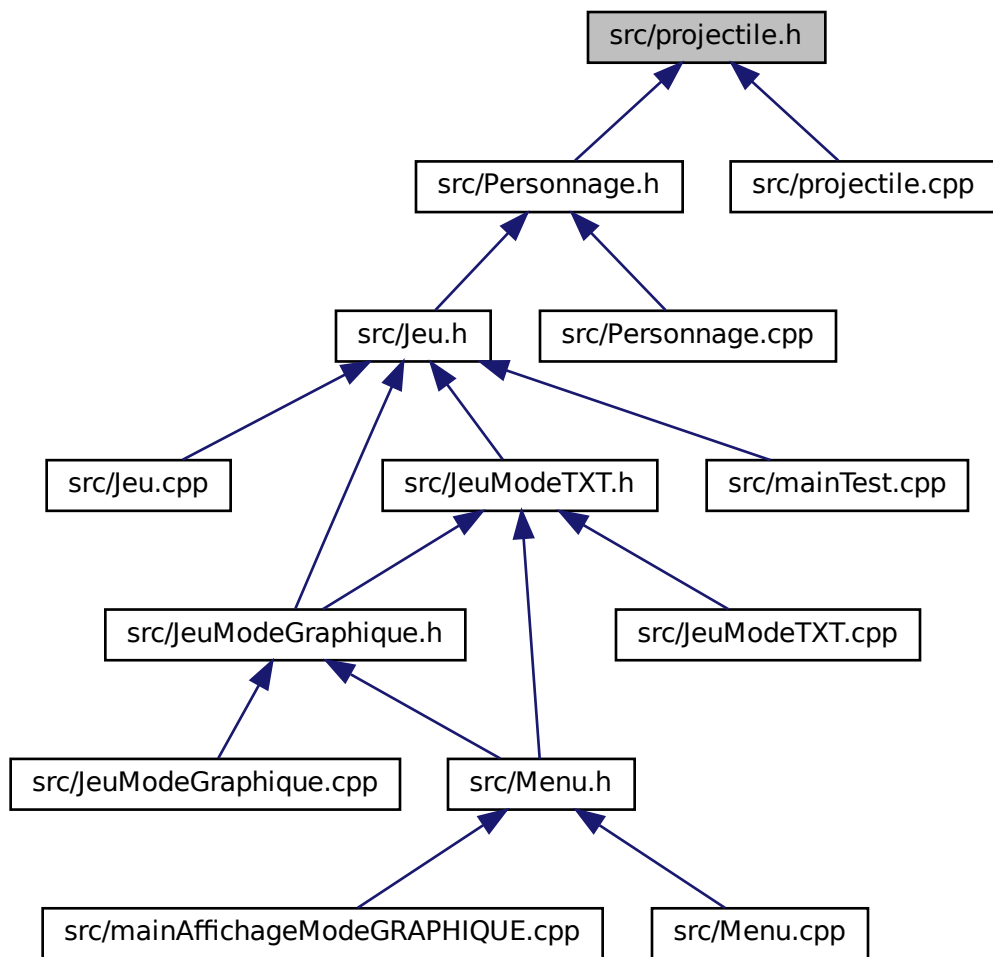 src/projectile.h
src/Personnage.h
src/projectile.cpp
src/Jeu.h
src/Personnage.cpp
src/Jeu.cpp
src/JeuModeTXT.h
src/mainTest.cpp
src/JeuModeGraphique.h
src/JeuModeTXT.cpp
src/JeuModeGraphique.cpp
src/Menu.h
src/mainAffichageModeGRAPHIQUE.cpp
src/Menu.cpp